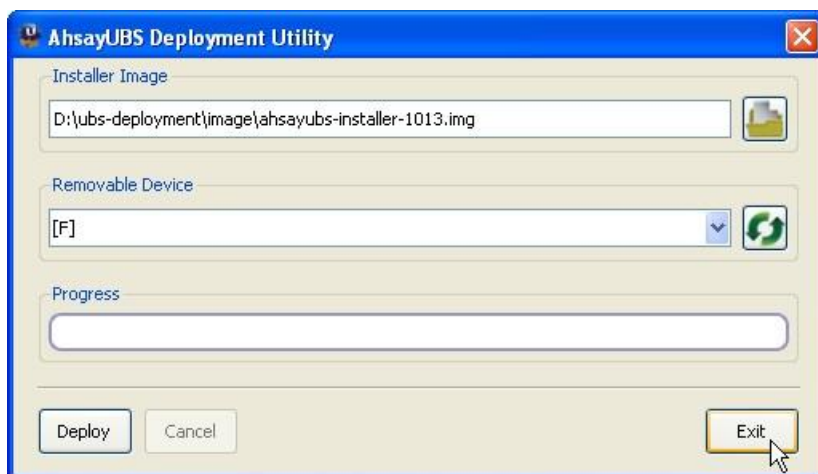 AhsayUBS Deployment Utility
Installer Image
D:\ubs-deployment\image\ahsayubs-installer-1013.img
Removable Device
[F]
Progress
Deploy Cancel Exit